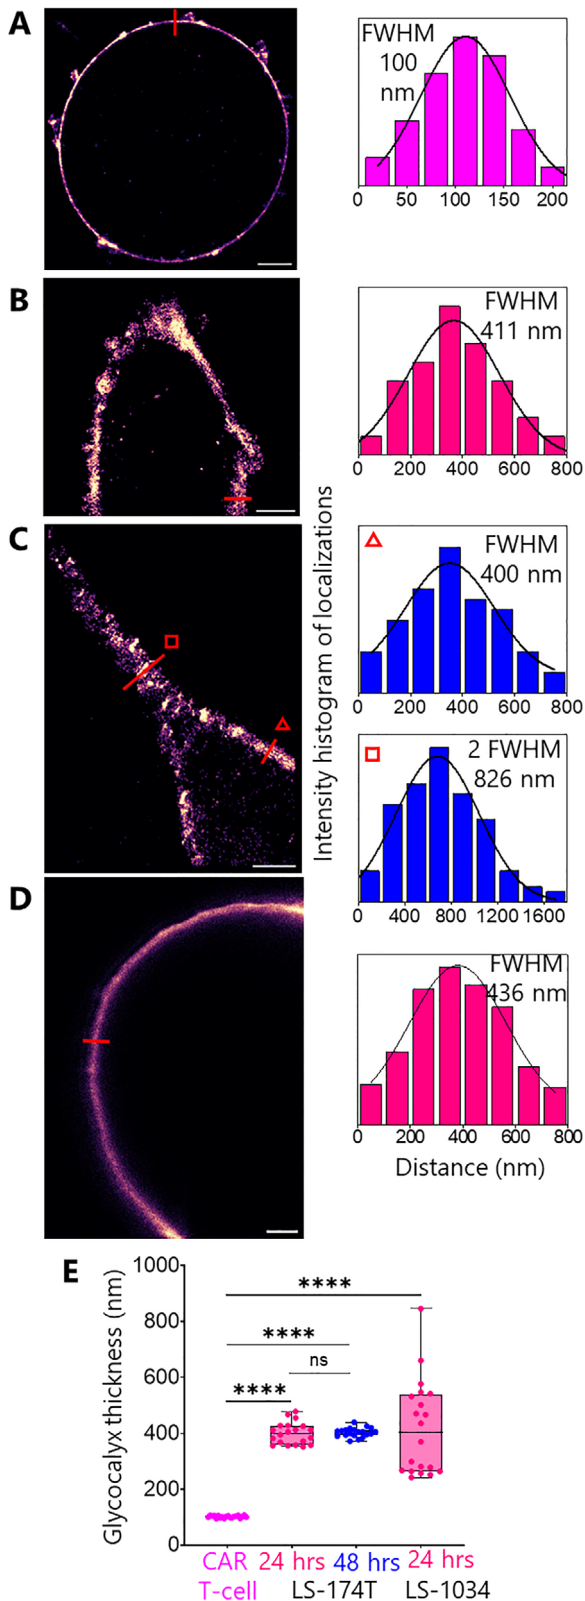 A
FWHM
100
nm
0 50 100 150 200
B
FWHM
411 nm
0 200 400 600 800
Intensity histogram of localizations
C
FWHM
400 nm
0 200 400 600 800
2 FWHM
826 nm
0 400 800 1200 1600
D
FWHM
436 nm
0 200 400 600 800
Distance (nm)
E
Glycocalyx thickness (nm)
1000
800
600
400
200
0
****
****
ns
****
CAR 24 hrs 48 hrs 24 hrs
T-cell LS-174T LS-1034